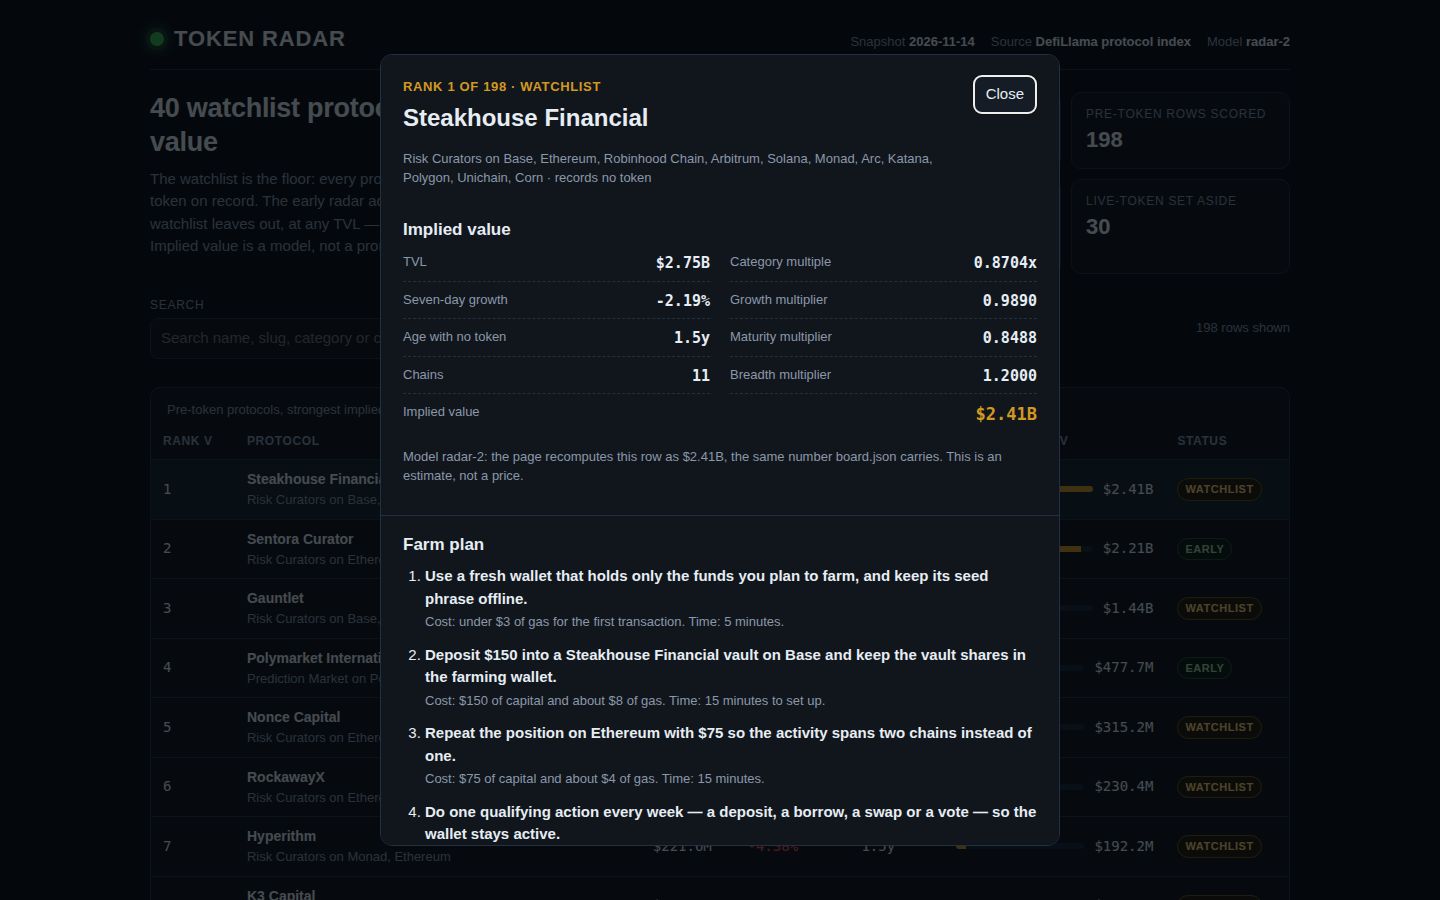 TOKEN RADAR
Snapshot 2026-11-14 Source DefiLlama protocol index Model radar-2
40 watchlist
value
The watchlist is the floor: every
token on record. The early radar
watchlist leaves out, at any TVL —
Implied value is a model, not a
PRE-TOKEN ROWS SCORED
198
LIVE-TOKEN SET ASIDE
30
SEARCH
Search name, slug, category or
198 rows shown
Pre-token protocols, strongest
RANK V PROTOCOL V STATUS
1 Steakhouse $2.41B WATCHLIST
Risk Curators on Base,
2 Sentora Curator $2.21B EARLY
Risk Curators on
3 Gauntlet $1.44B WATCHLIST
Risk Curators on Base,
4 Polymarket $477.7M EARLY
Prediction Market on
5 Nonce Capital $315.2M WATCHLIST
Risk Curators on
6 RockawayX $230.4M WATCHLIST
Risk Curators on
7 Hyperithm $221.6M -4.38% 1.5y $192.2M WATCHLIST
Risk Curators on Monad, Ethereum
K3 Capital
RANK 1 OF 198 · WATCHLIST
Close
Steakhouse Financial
Risk Curators on Base, Ethereum, Robinhood Chain, Arbitrum, Solana, Monad, Arc, Katana,
Polygon, Unichain, Corn · records no token
Implied value
TVL $2.75B Category multiple 0.8704x
Seven-day growth -2.19% Growth multiplier 0.9890
Age with no token 1.5y Maturity multiplier 0.8488
Chains 11 Breadth multiplier 1.2000
Implied value $2.41B
Model radar-2: the page recomputes this row as $2.41B, the same number board.json carries. This is an
estimate, not a price.
Farm plan
1. Use a fresh wallet that holds only the funds you plan to farm, and keep its seed
phrase offline.
Cost: under $3 of gas for the first transaction. Time: 5 minutes.
2. Deposit $150 into a Steakhouse Financial vault on Base and keep the vault shares in
the farming wallet.
Cost: $150 of capital and about $8 of gas. Time: 15 minutes to set up.
3. Repeat the position on Ethereum with $75 so the activity spans two chains instead of
one.
Cost: $75 of capital and about $4 of gas. Time: 15 minutes.
4. Do one qualifying action every week — a deposit, a borrow, a swap or a vote — so the
wallet stays active.